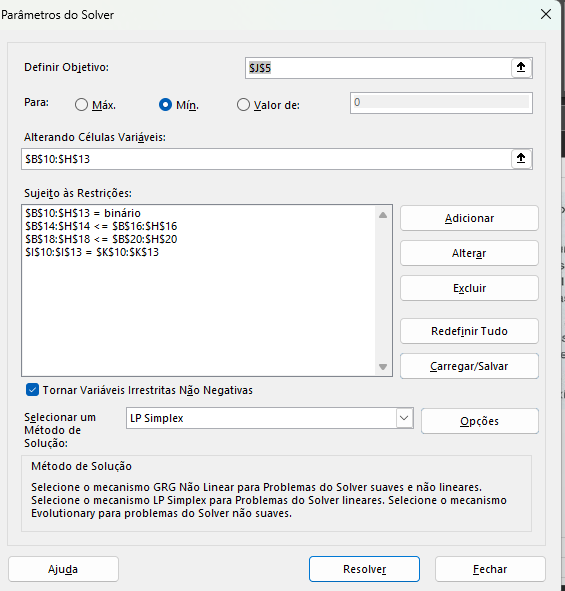 Parâmetros do Solver
Definir Objetivo:
$J$5
Para:
Máx.
Mín.
Valor de:
0
Alterando Células Variáveis:
$B$10:$H$13
Sujeito às Restrições:
$B$10:$H$13 = binário
$B$14:$H$14 <= $B$16:$H$16
$B$18:$H$18 <= $B$20:$H$20
$I$10:$I$13 = $K$10:$K$13
Adicionar
Alterar
Excluir
Redefinir Tudo
Carregar/Salvar
Tornar Variáveis Irrestritas Não Negativas
Selecionar um
Método de
Solução:
LP Simplex
Opções
Método de Solução
Selecione o mecanismo GRG Não Linear para Problemas do Solver suaves e não lineares.
Selecione o mecanismo LP Simplex para Problemas do Solver lineares. Selecione o mecanismo
Evolutionary para problemas do Solver não suaves.
Ajuda
Resolver
Fechar